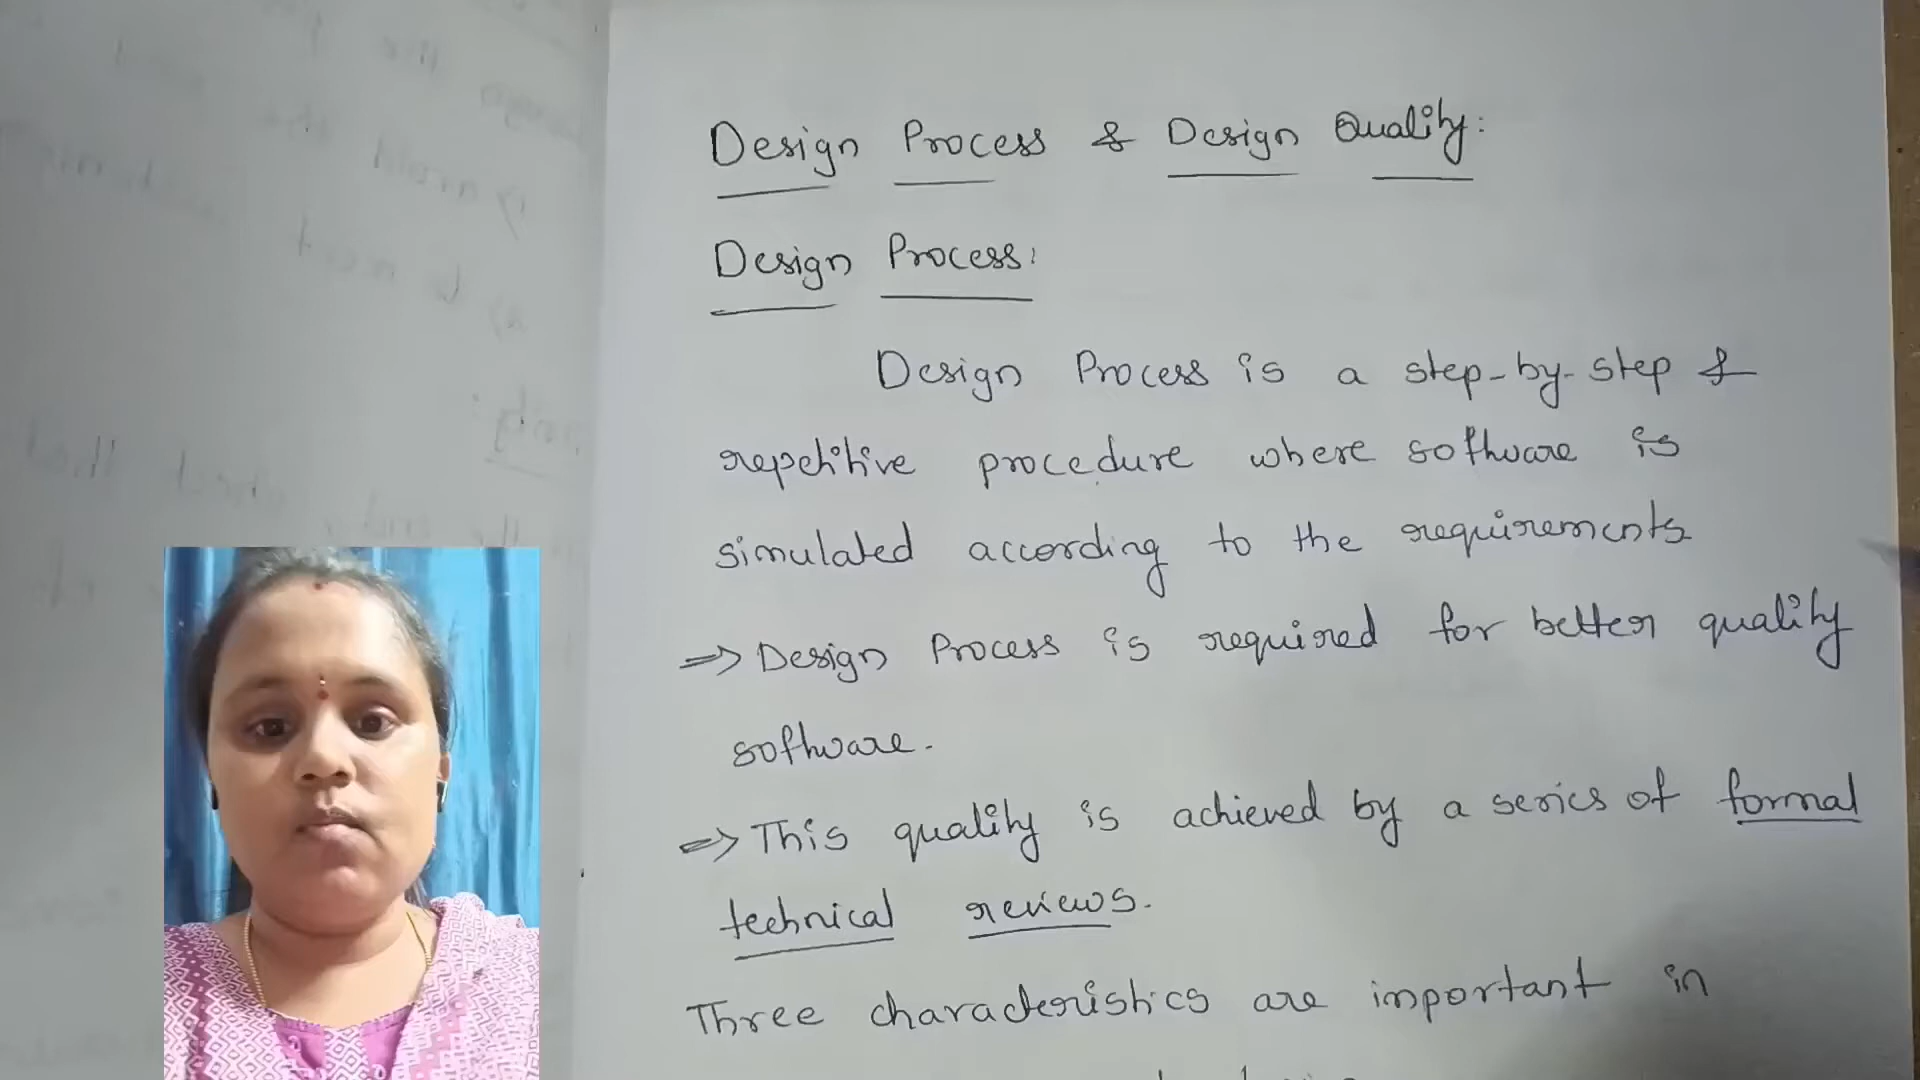 Design Process & Design Quality:
Design Process:
Design Process is a step-by-step &
repetitive procedure where software is
simulated according to the requirements
=> Design Process is required for better quality
software.
=> This quality is achieved by a series of formal
technical reviews.
Three characteristics are important in